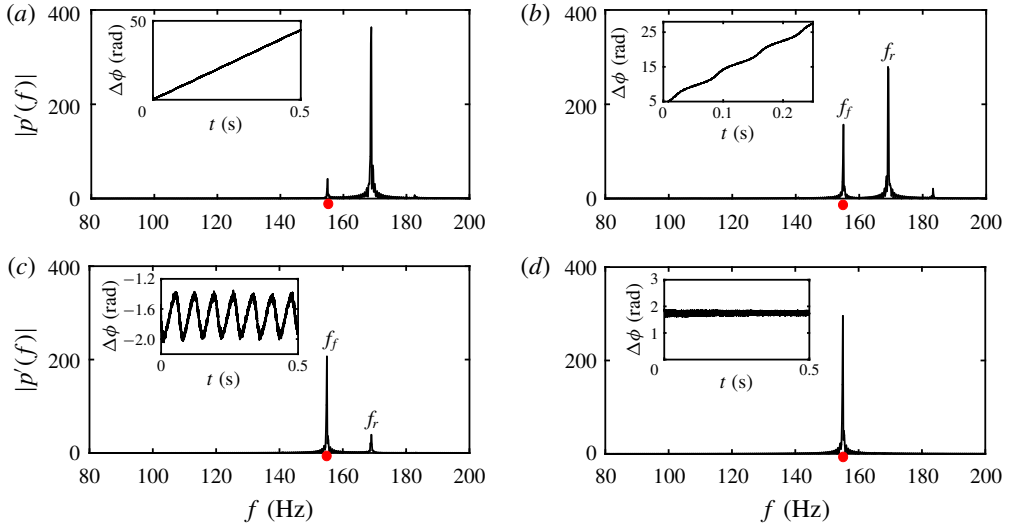 (a)
400
200
0
|p′(f)|
50
0
0.5
Δϕ (rad)
t (s)
80 100 120 140 160 180 200
(b)
400
200
0
25
15
5
0 0.1 0.2
Δϕ (rad)
t (s)
f_f
f_r
80 100 120 140 160 180 200
(c)
400
200
0
|p′(f)|
−1.2
−1.6
−2.0
0 0.5
Δϕ (rad)
t (s)
f_f
f_r
80 100 120 140 160 180 200
f (Hz)
(d)
400
200
0
3
2
1
0 0.5
Δϕ (rad)
t (s)
80 100 120 140 160 180 200
f (Hz)